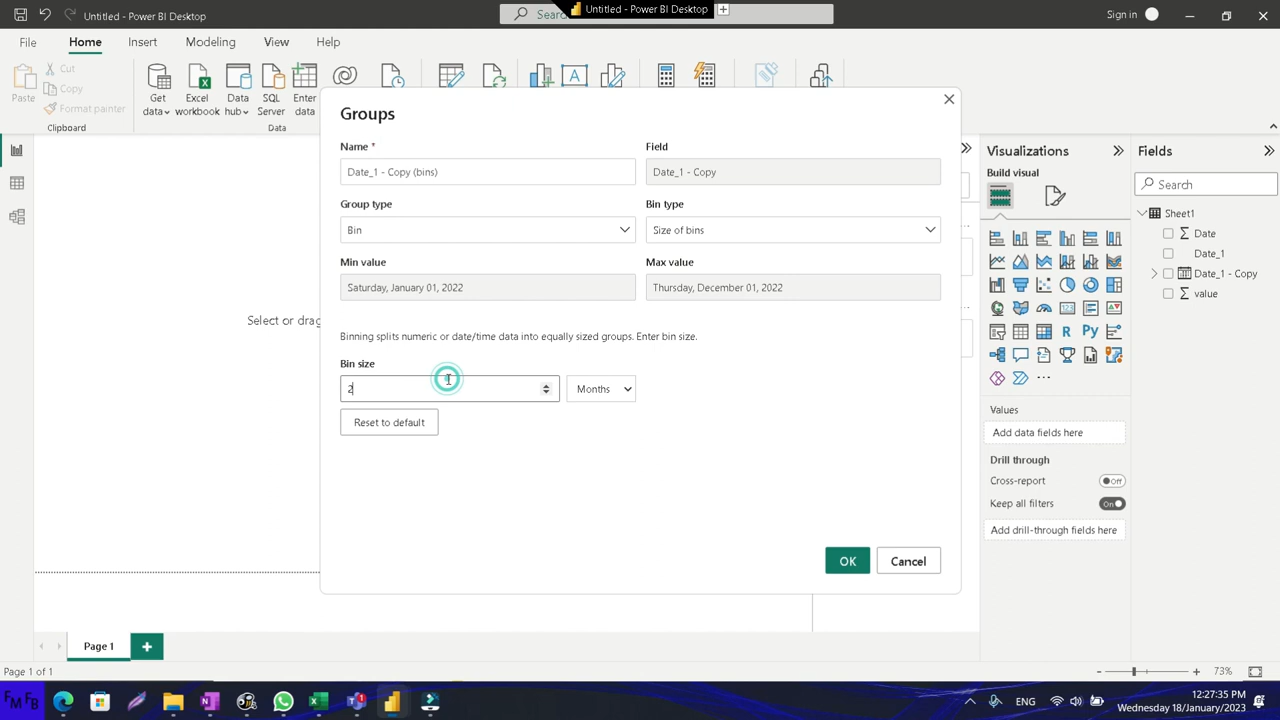 Untitled - Power BI Desktop
Sear
Untitled - Power BI Desktop
Sign in
File
Home
Insert
Modeling
View
Help
Paste
Cut
Copy
Format painter
Clipboard
Get data
Excel workbook
Data hub
SQL Server
Enter data
Data
Groups
Name *
Date_1 - Copy (bins)
Field
Date_1 - Copy
Group type
Bin
Bin type
Size of bins
Min value
Saturday, January 01, 2022
Max value
Thursday, December 01, 2022
Binning splits numeric or date/time data into equally sized groups. Enter bin size.
Bin size
2
Months
Reset to default
OK
Cancel
Select or drag
Visualizations
Build visual
R
Py
123
Values
Add data fields here
Drill through
Cross-report
Off
Keep all filters
On
Add drill-through fields here
Fields
Search
Sheet1
Date
Date_1
Date_1 - Copy
value
Page 1
Page 1 of 1
73%
ENG
12:27:35 PM
Wednesday 18/January/2023